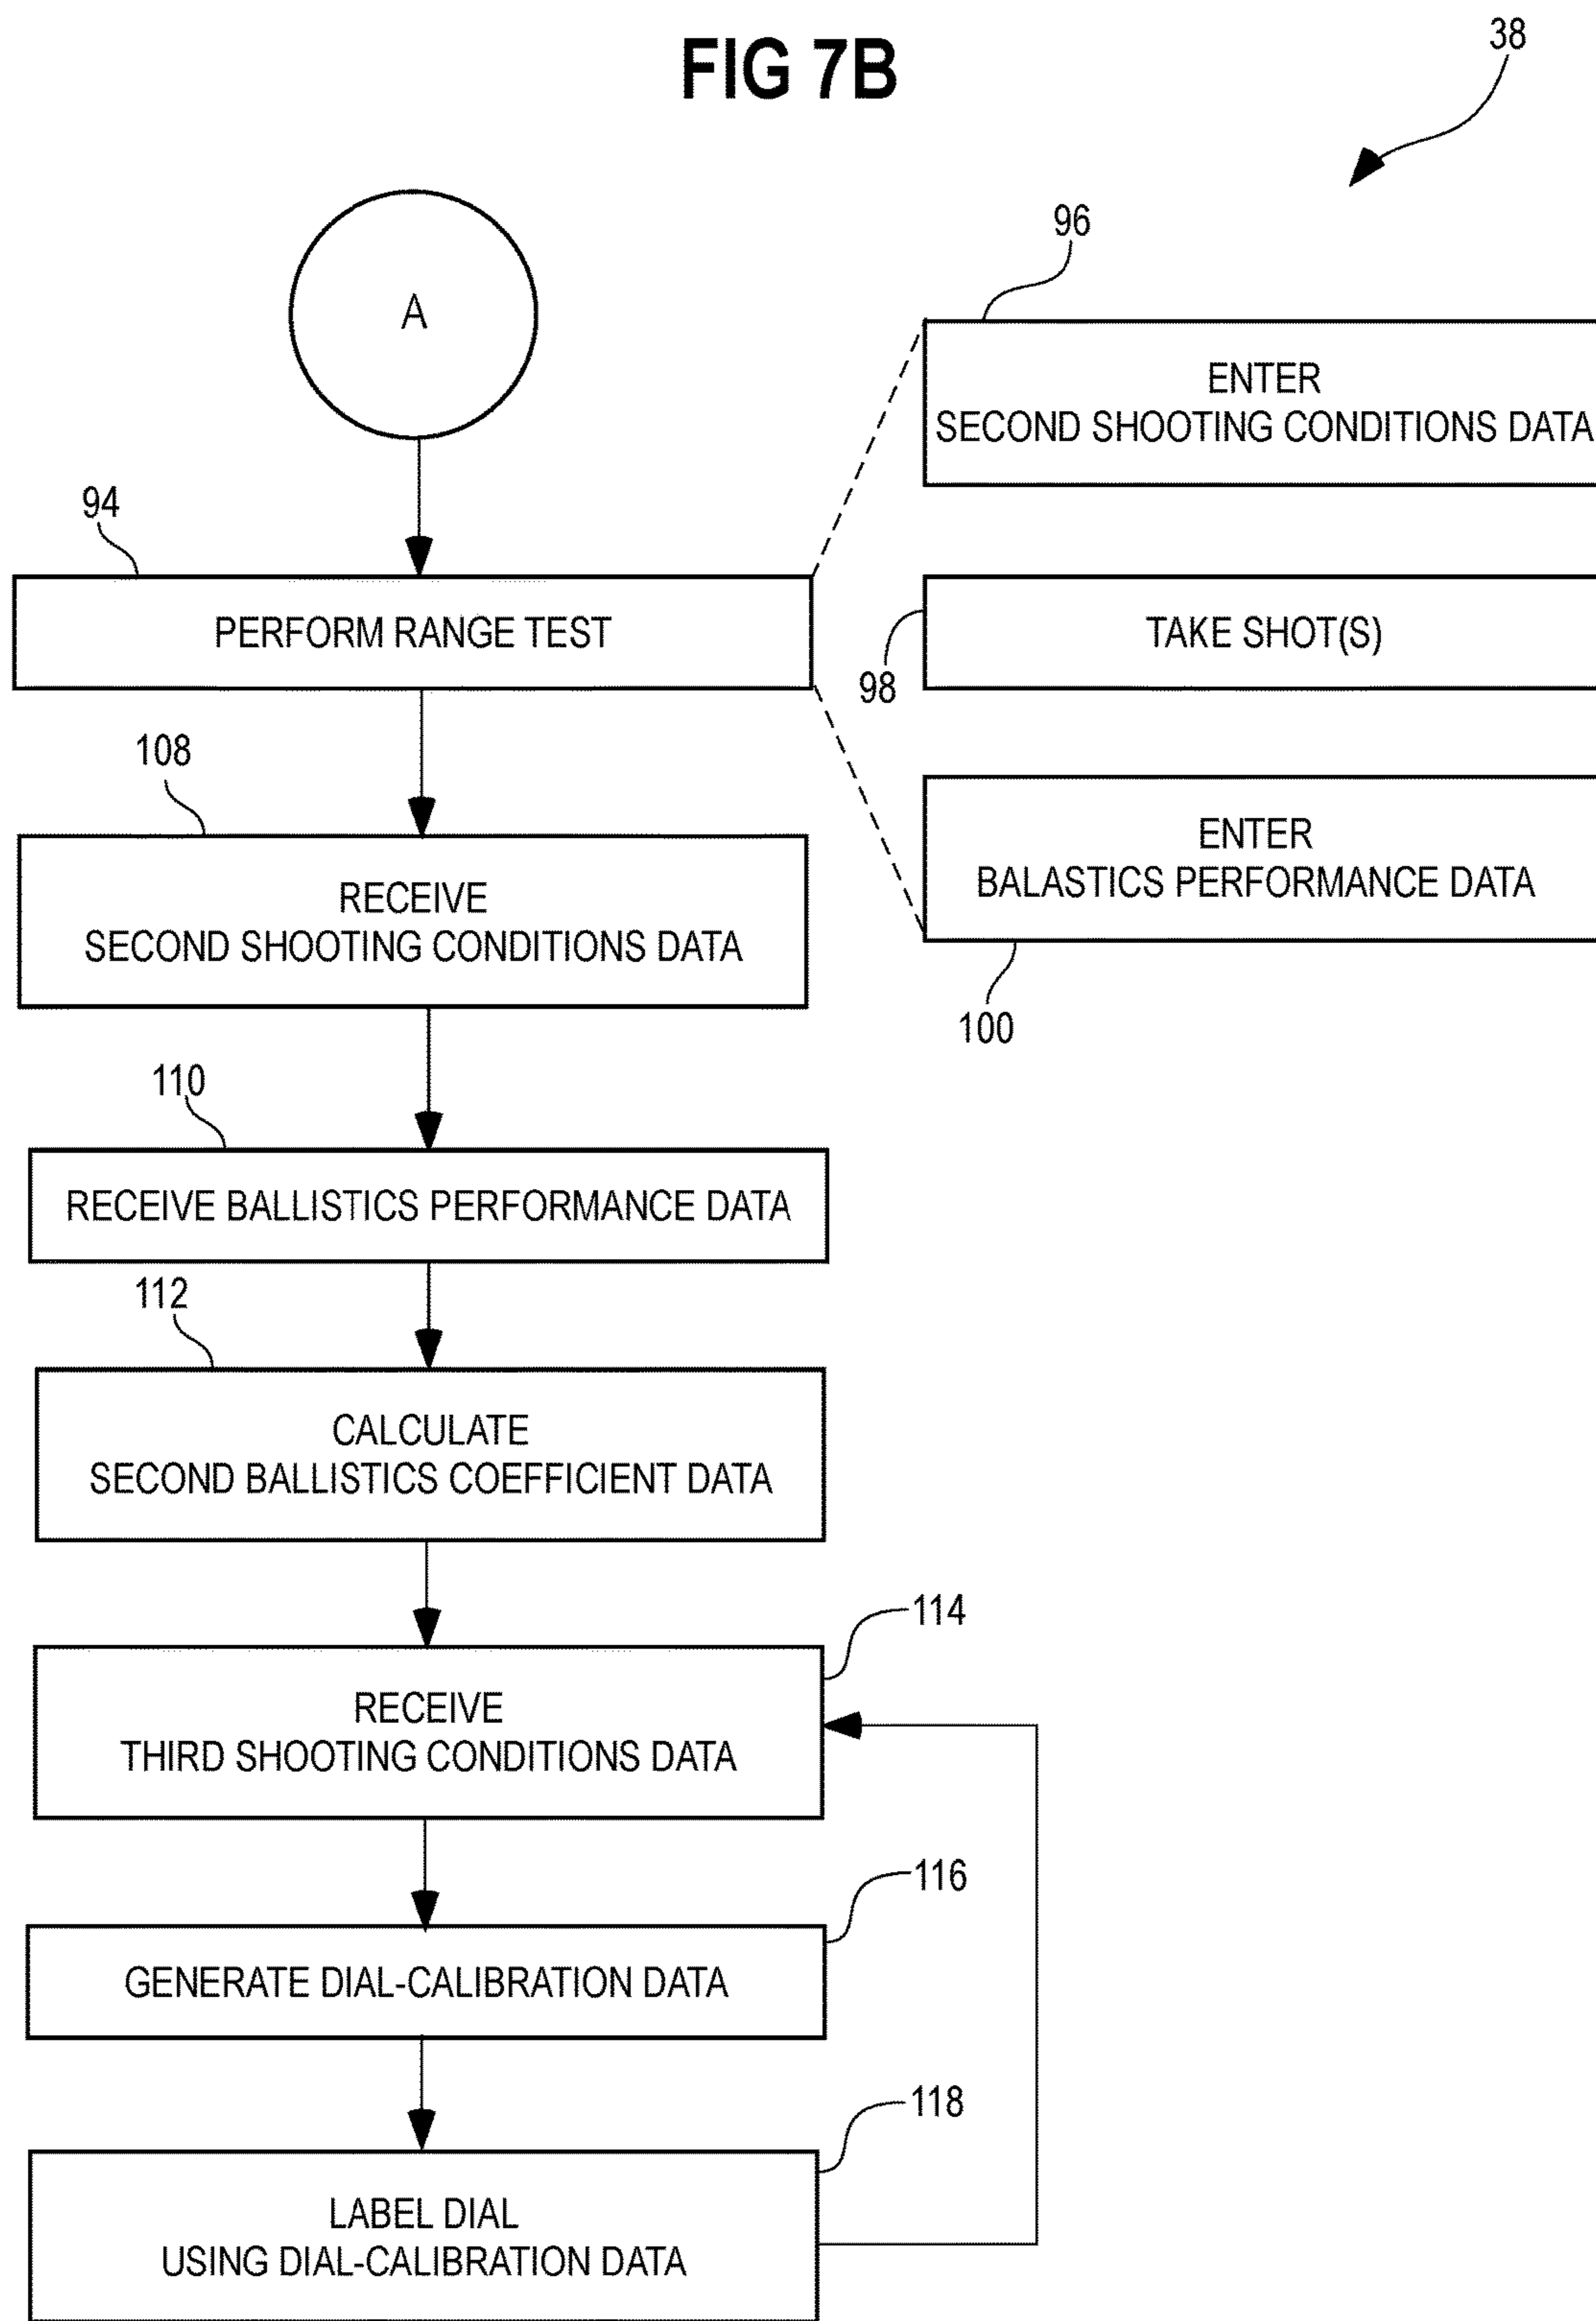 FIG 7B
38
A
96
ENTER
SECOND SHOOTING CONDITIONS DATA
94
PERFORM RANGE TEST
98
TAKE SHOT(S)
ENTER
BALASTICS PERFORMANCE DATA
100
108
RECEIVE
SECOND SHOOTING CONDITIONS DATA
110
RECEIVE BALLISTICS PERFORMANCE DATA
112
CALCULATE
SECOND BALLISTICS COEFFICIENT DATA
114
RECEIVE
THIRD SHOOTING CONDITIONS DATA
116
GENERATE DIAL-CALIBRATION DATA
118
LABEL DIAL
USING DIAL-CALIBRATION DATA